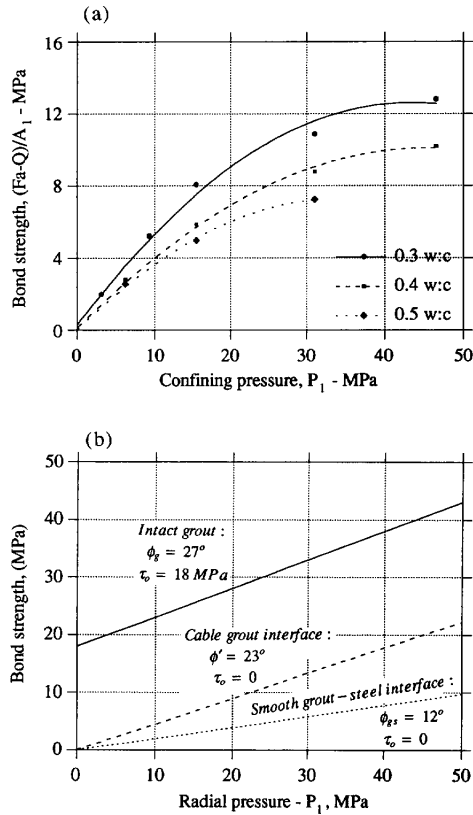 (a)
Bond strength, (Fa-Q)/A₁ - MPa
16
12
8
4
0
0.3 w:c
0.4 w:c
0.5 w:c
0 10 20 30 40 50
Confining pressure, P₁ - MPa
(b)
Bond strength, (MPa)
50
40
30
20
10
0
Intact grout :
ϕg = 27°
τo = 18 MPa
Cable grout interface :
ϕ' = 23°
τo = 0
Smooth grout – steel interface :
ϕgs = 12°
τo = 0
0 10 20 30 40 50
Radial pressure - P₁, MPa